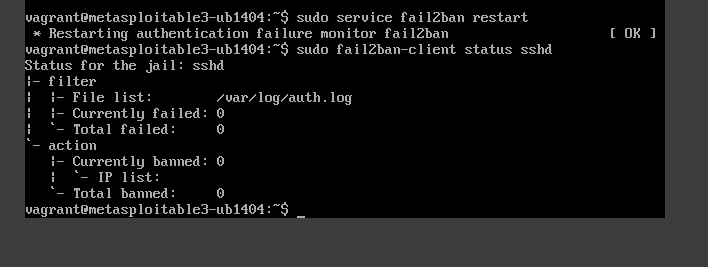 vagrant@metasploitable3-ub1404:~$ sudo service fail2ban restart
 * Restarting authentication failure monitor fail2ban                    [ OK ]
vagrant@metasploitable3-ub1404:~$ sudo fail2ban-client status sshd
Status for the jail: sshd
|- filter
|  |- File list:        /var/log/auth.log
|  |- Currently failed: 0
|  `- Total failed:     0
`- action
   |- Currently banned: 0
   |  `- IP list:
   `- Total banned:     0
vagrant@metasploitable3-ub1404:~$ _